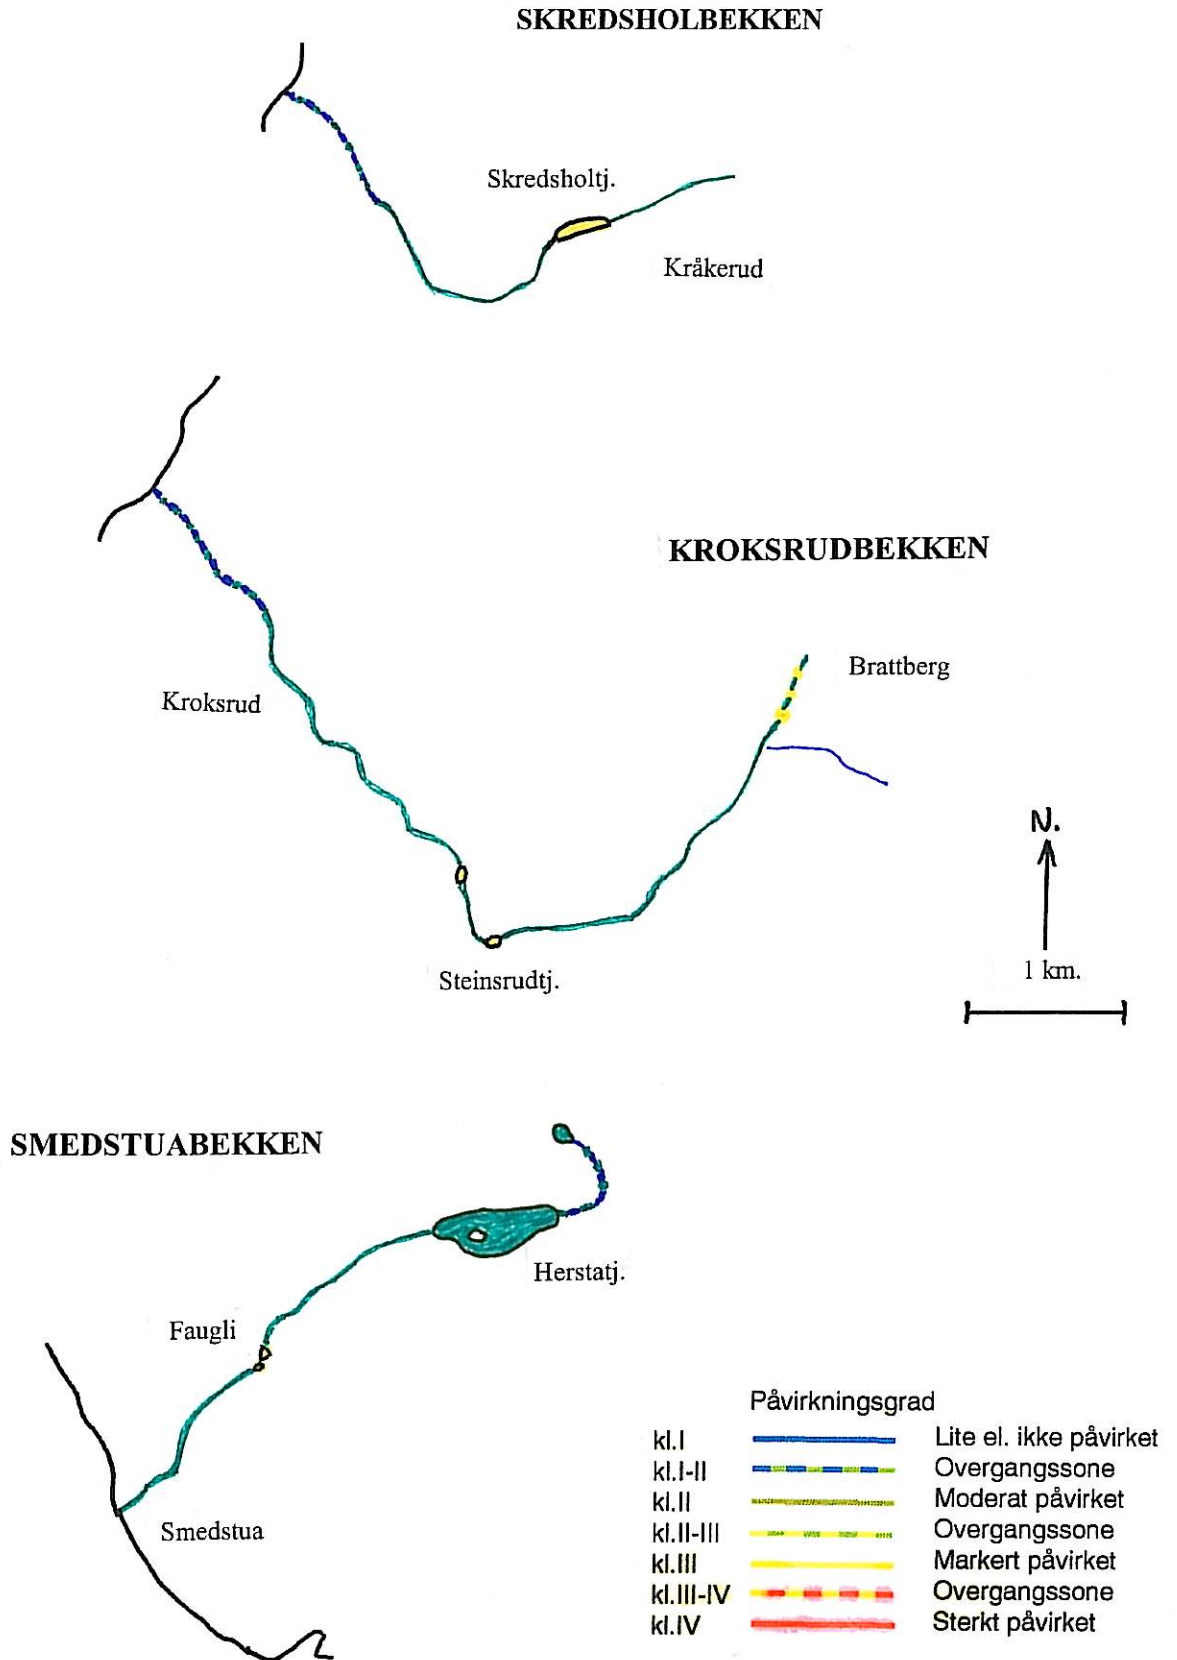 SKREDSHOLBEKKEN
Skredsholtj.
Kråkerud
KROKSRUDBEKKEN
Brattberg
Kroksrud
N.
Steinsrudtj.
1 km.
SMEDSTUABEKKEN
Herstatj.
Faugli
Smedstua
Påvirkningsgrad
kl.I Lite el. ikke påvirket
kl.I-II Overgangssone
kl.II Moderat påvirket
kl.II-III Overgangssone
kl.III Markert påvirket
kl.III-IV Overgangssone
kl.IV Sterkt påvirket